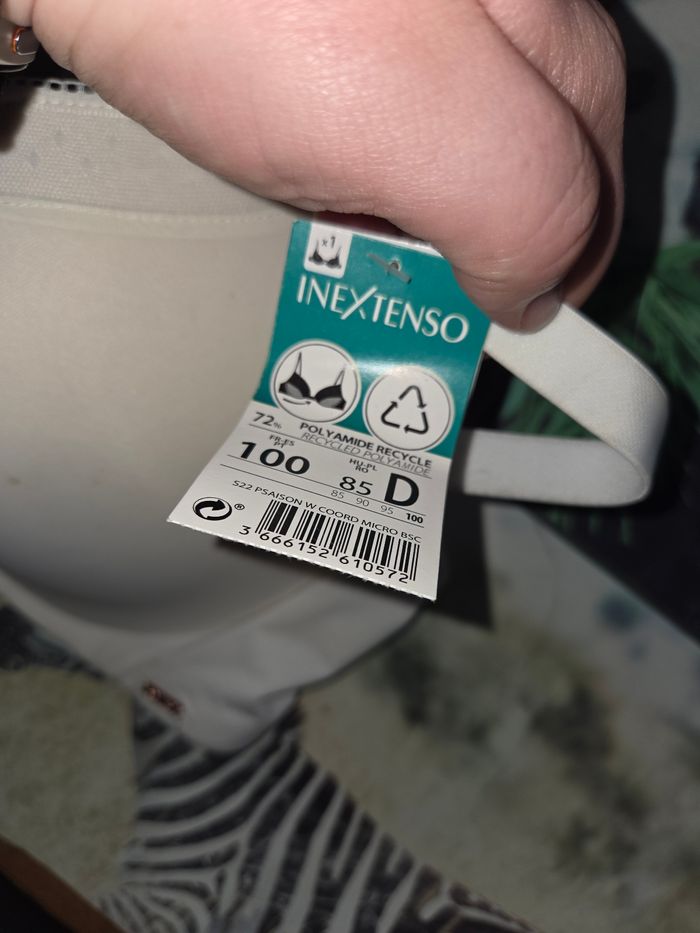 x1
INEXTENSO
72% POLYAMIDE RECYCLE
RECYCLED POLYAMIDE
FR-ES
PT
100
HU-PL
RO
85 D
85 90 95 100
S22 PSAISON W COORD MICRO BSC
®
3 666152 610572